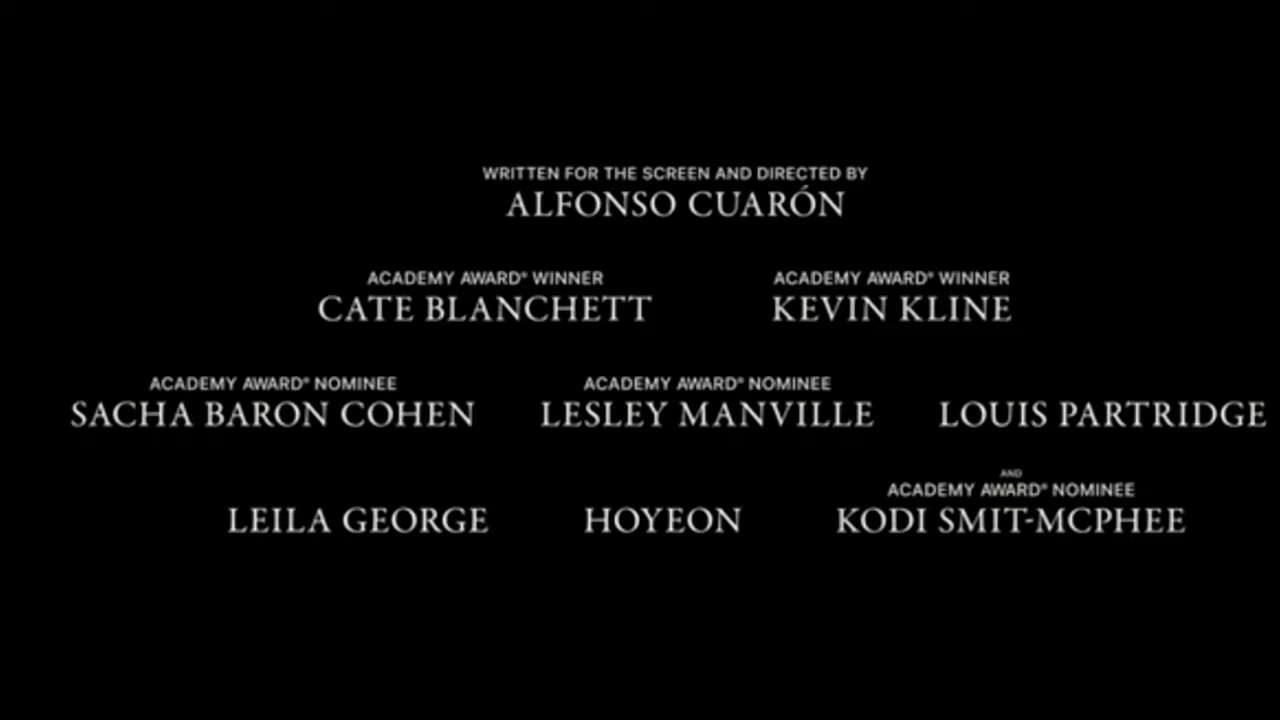 WRITTEN FOR THE SCREEN AND DIRECTED BY
ALFONSO CUARÓN
ACADEMY AWARD® WINNER
CATE BLANCHETT
ACADEMY AWARD® WINNER
KEVIN KLINE
ACADEMY AWARD® NOMINEE
SACHA BARON COHEN
ACADEMY AWARD® NOMINEE
LESLEY MANVILLE
LOUIS PARTRIDGE
LEILA GEORGE
HOYEON
AND
ACADEMY AWARD® NOMINEE
KODI SMIT-MCPHEE